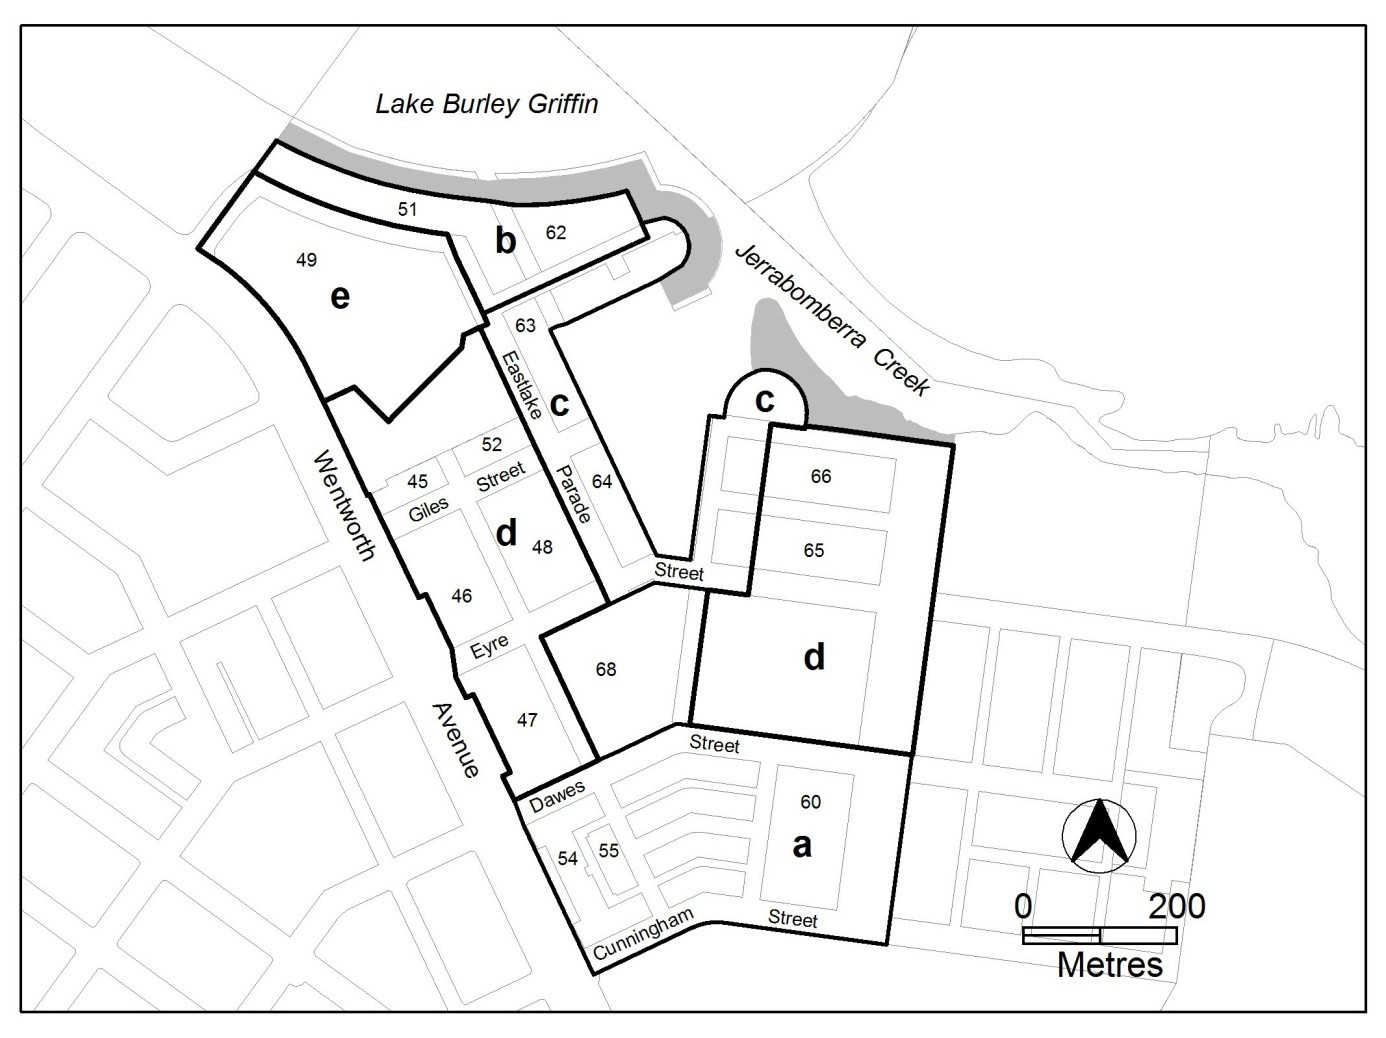 Lake Burley Griffin
51
b
62
49
e
Jerrabomberra Creek
63
Eastlake
c
c
52
Wentworth
45
Street
Parade
64
66
Giles
d
48
65
46
Street
Eyre
68
d
47
Avenue
Street
Dawes
60
54
55
a
Cunningham
Street
0 200
Metres